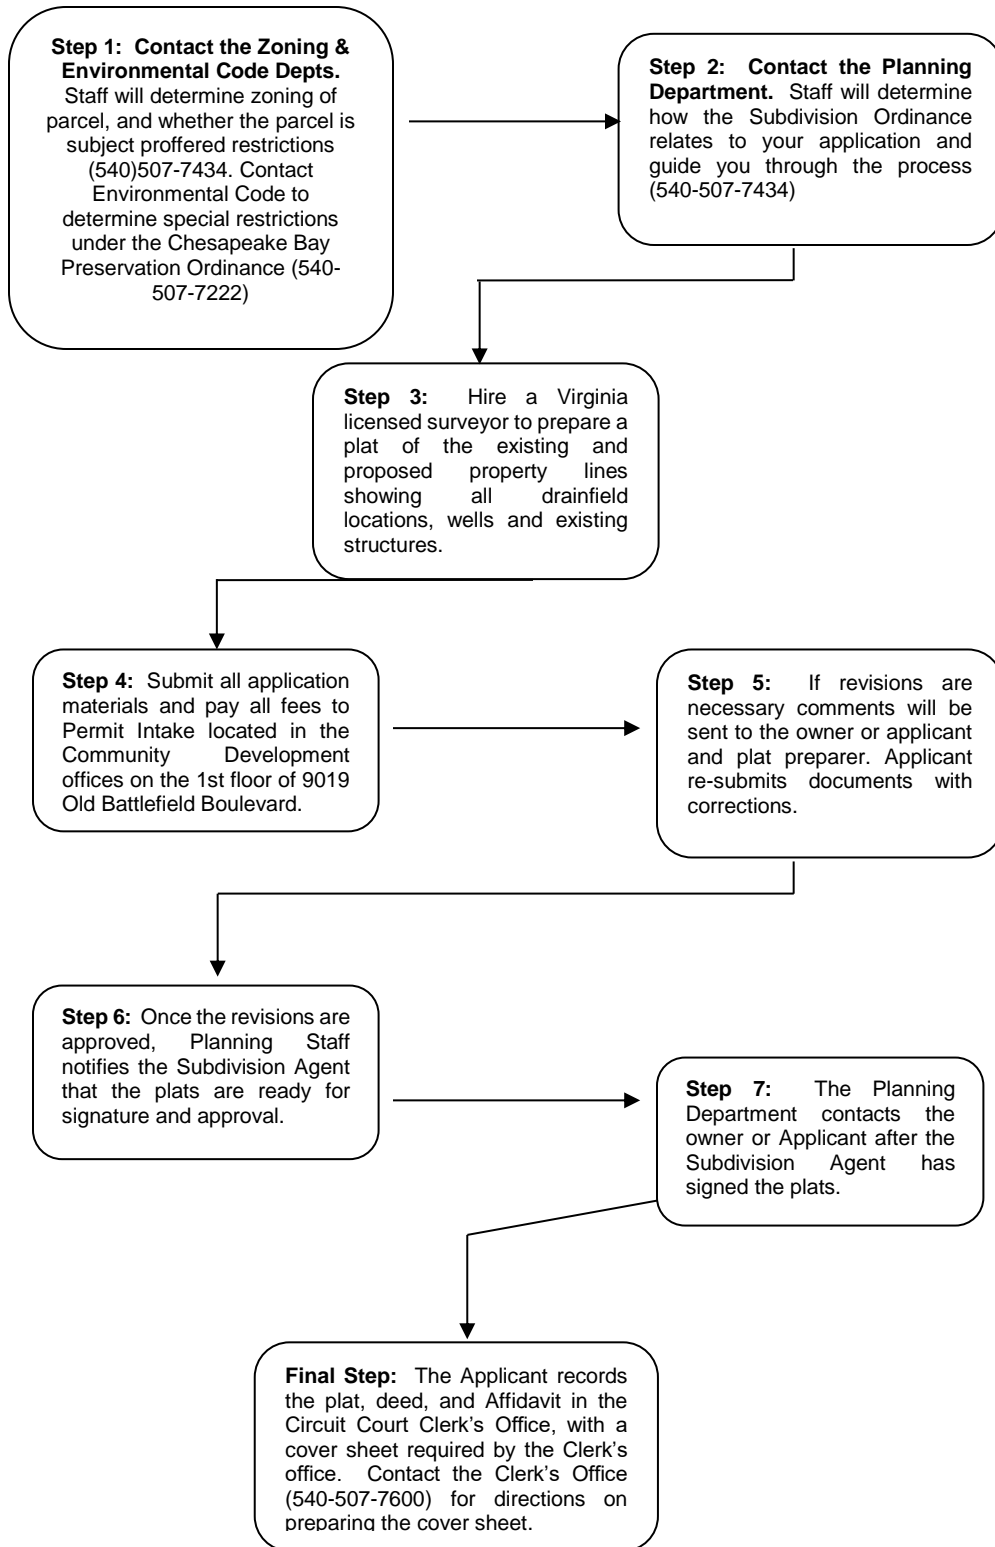 Step 1: Contact the Zoning &
Environmental Code Depts.
Staff will determine zoning of
parcel, and whether the parcel is
subject proffered restrictions
(540)507-7434. Contact
Environmental Code to
determine special restrictions
under the Chesapeake Bay
Preservation Ordinance (540-
507-7222)
Step 2: Contact the Planning
Department. Staff will determine
how the Subdivision Ordinance
relates to your application and
guide you through the process
(540-507-7434)
Step 3: Hire a Virginia
licensed surveyor to prepare a
plat of the existing and
proposed property lines
showing all drainfield
locations, wells and existing
structures.
Step 4: Submit all application
materials and pay all fees to
Permit Intake located in the
Community Development
offices on the 1st floor of 9019
Old Battlefield Boulevard.
Step 5: If revisions are
necessary comments will be
sent to the owner or applicant
and plat preparer. Applicant
re-submits documents with
corrections.
Step 6: Once the revisions are
approved, Planning Staff
notifies the Subdivision Agent
that the plats are ready for
signature and approval.
Step 7: The Planning
Department contacts the
owner or Applicant after the
Subdivision Agent has
signed the plats.
Final Step: The Applicant records
the plat, deed, and Affidavit in the
Circuit Court Clerk's Office, with a
cover sheet required by the Clerk's
office. Contact the Clerk's Office
(540-507-7600) for directions on
preparing the cover sheet.